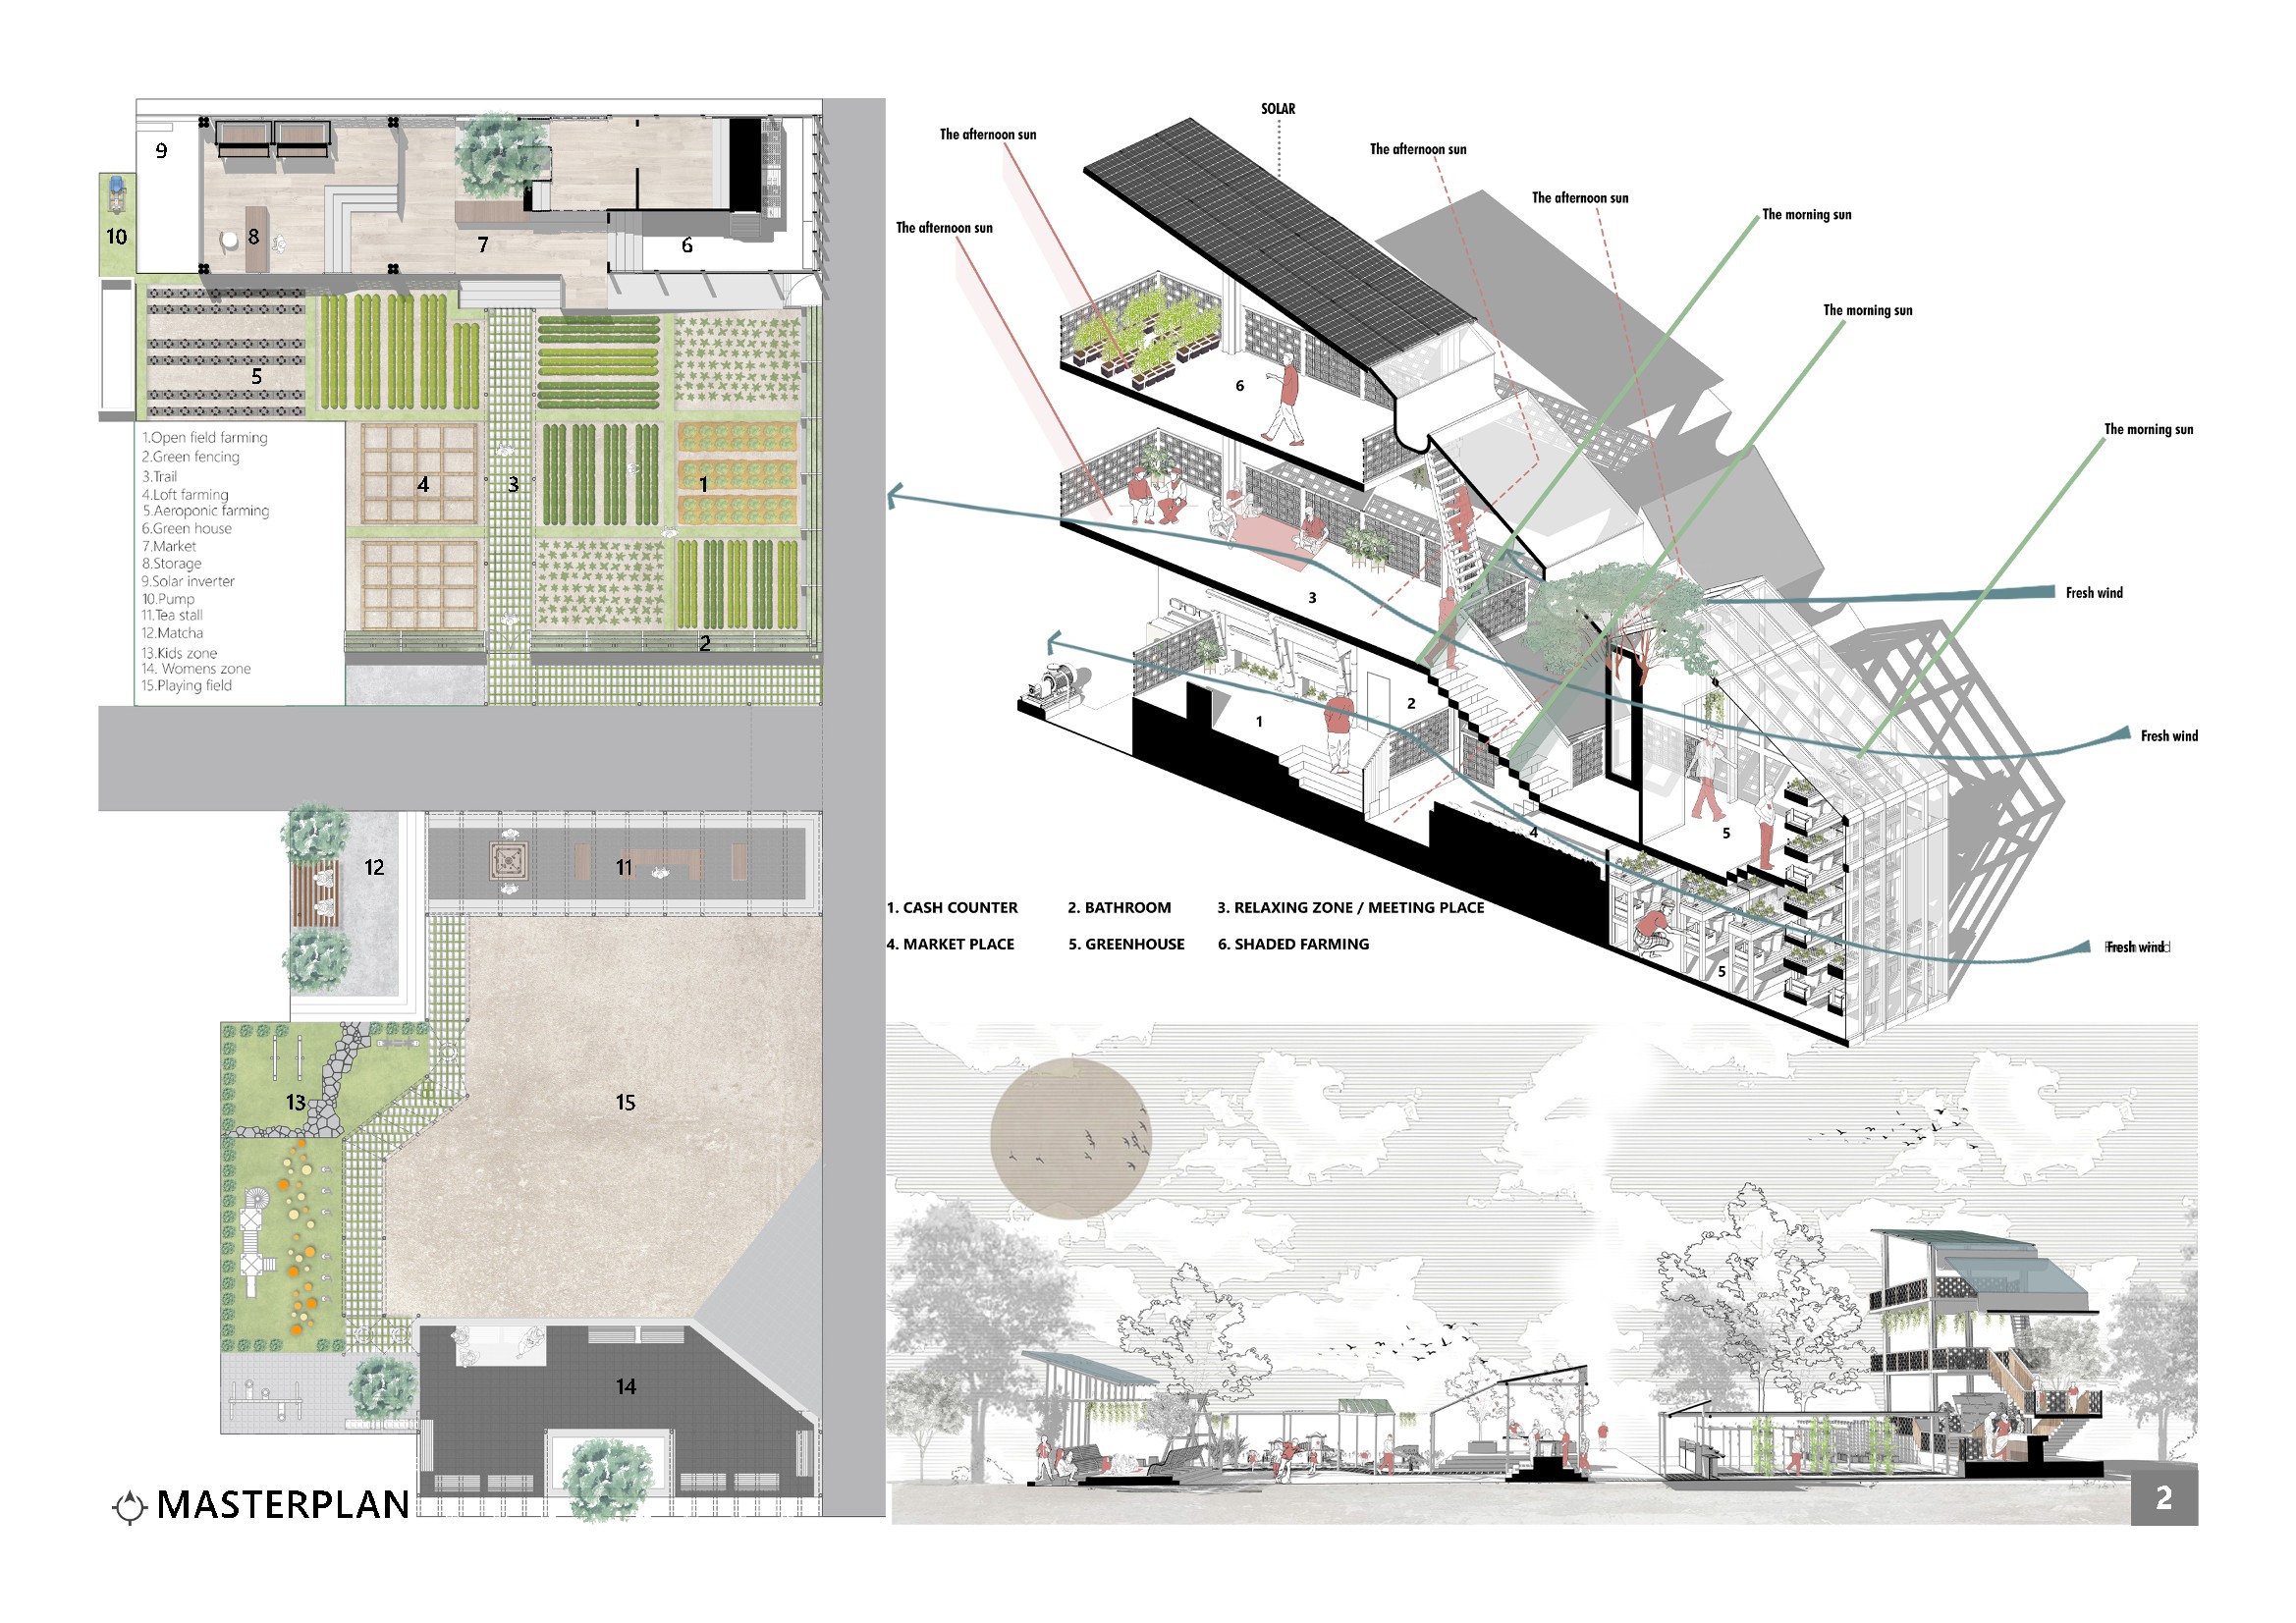 9
10
8
7
6
5
4
3
1
2
1.Open field farming
2.Green fencing
3.Trail
4.Loft farming
5.Aeroponic farming
6.Green house
7.Market
8.Storage
9.Solar inverter
10.Pump
11.Tea stall
12.Matcha
13.Kids zone
14. Womens zone
15.Playing field
12
11
13
15
14
MASTERPLAN
SOLAR
The afternoon sun
The afternoon sun
The afternoon sun
The afternoon sun
The morning sun
The morning sun
The morning sun
Fresh wind
Fresh wind
Fresh wind
6
3
2
1
4
5
5
1. CASH COUNTER 2. BATHROOM 3. RELAXING ZONE / MEETING PLACE
4. MARKET PLACE 5. GREENHOUSE 6. SHADED FARMING
2